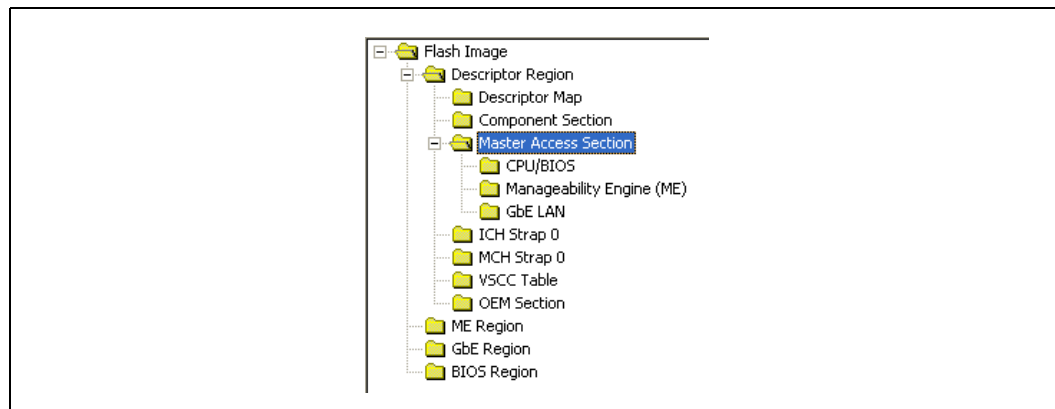 Flash Image
Descriptor Region
Descriptor Map
Component Section
Master Access Section
CPU/BIOS
Manageability Engine (ME)
GbE LAN
ICH Strap 0
MCH Strap 0
VSCC Table
OEM Section
ME Region
GbE Region
BIOS Region